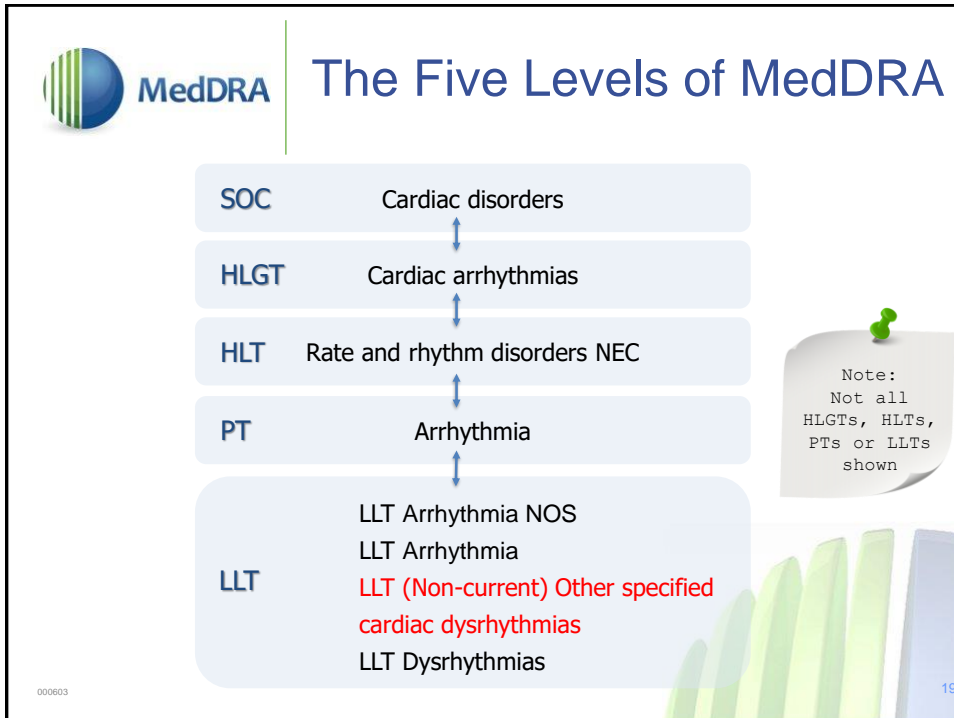 MedDRA
The Five Levels of MedDRA
SOC Cardiac disorders
HLGT Cardiac arrhythmias
HLT Rate and rhythm disorders NEC
PT Arrhythmia
LLT Arrhythmia NOS
LLT Arrhythmia
LLT
LLT (Non-current) Other specified
cardiac dysrhythmias
LLT Dysrhythmias
Note:
Not all
HLGTs, HLTs,
PTs or LLTs
shown
000603
19